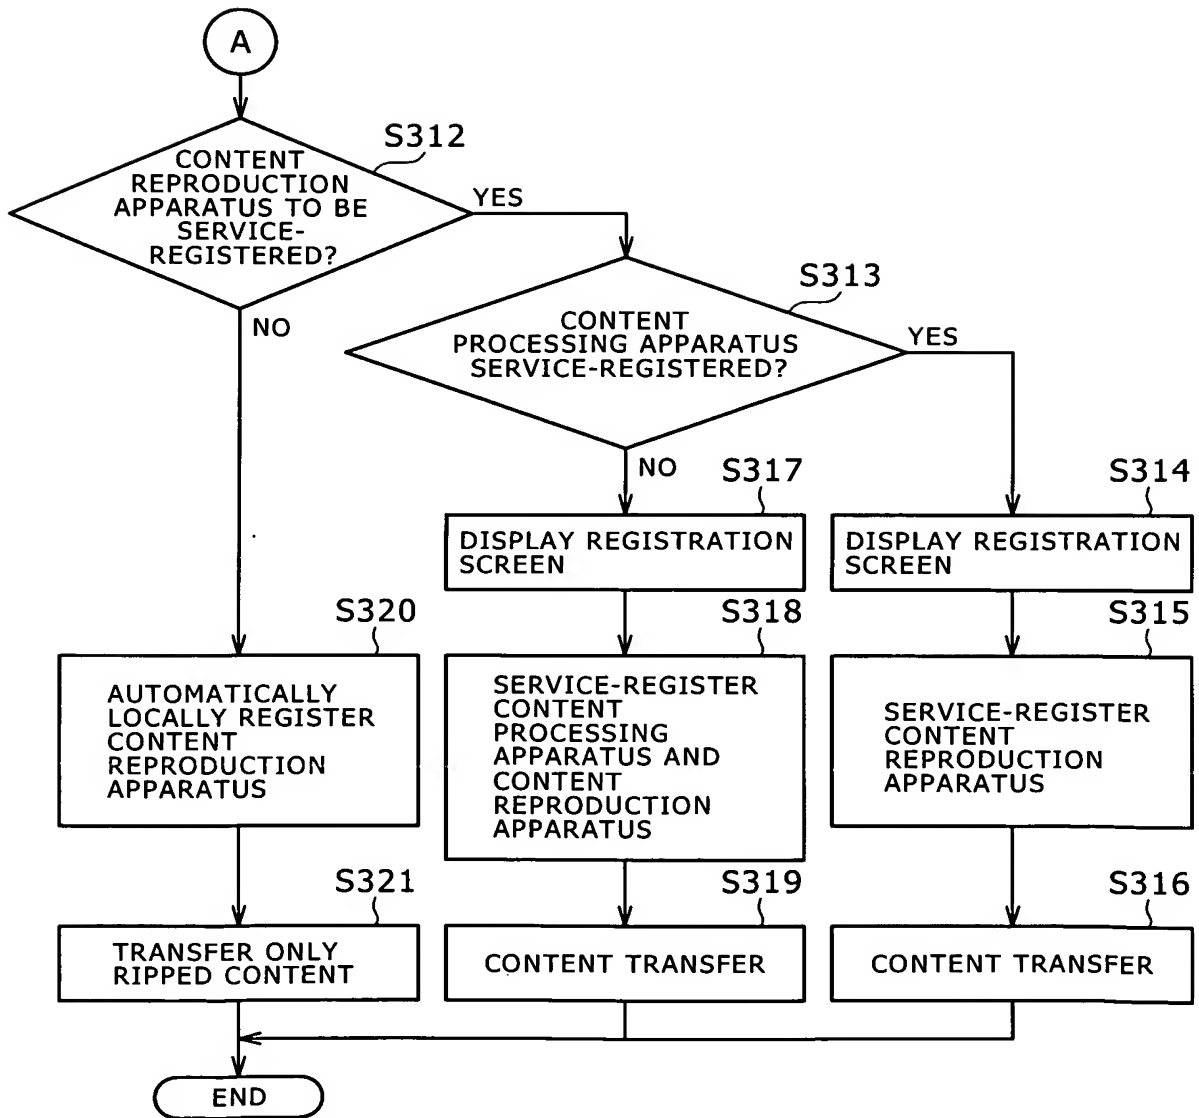 A
S312
CONTENT
REPRODUCTION
APPARATUS TO BE
SERVICE-
REGISTERED?
YES
NO
S313
CONTENT
PROCESSING APPARATUS
SERVICE-REGISTERED?
YES
NO
S317
DISPLAY REGISTRATION
SCREEN
S314
DISPLAY REGISTRATION
SCREEN
S320
AUTOMATICALLY
LOCALLY REGISTER
CONTENT
REPRODUCTION
APPARATUS
S318
SERVICE-REGISTER
CONTENT
PROCESSING
APPARATUS AND
CONTENT
REPRODUCTION
APPARATUS
S315
SERVICE-REGISTER
CONTENT
REPRODUCTION
APPARATUS
S321
TRANSFER ONLY
RIPPED CONTENT
S319
CONTENT TRANSFER
S316
CONTENT TRANSFER
END